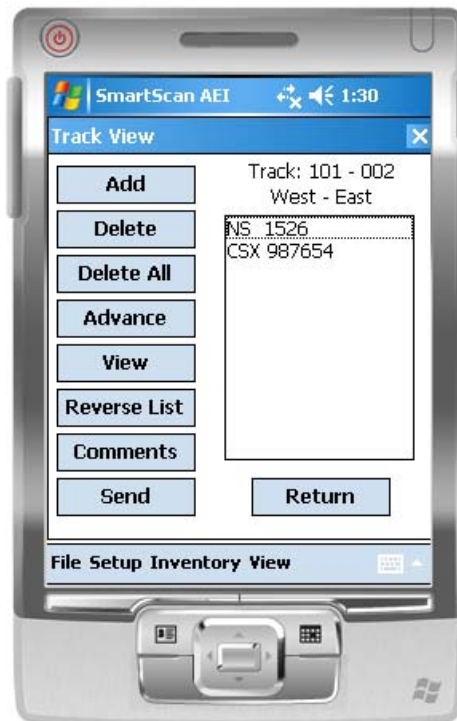 SmartScan AEI 1:30
Track View
Add
Delete
Delete All
Advance
View
Reverse List
Comments
Send
Track: 101 - 002
West - East
NS 1526
CSX 987654
Return
File Setup Inventory View